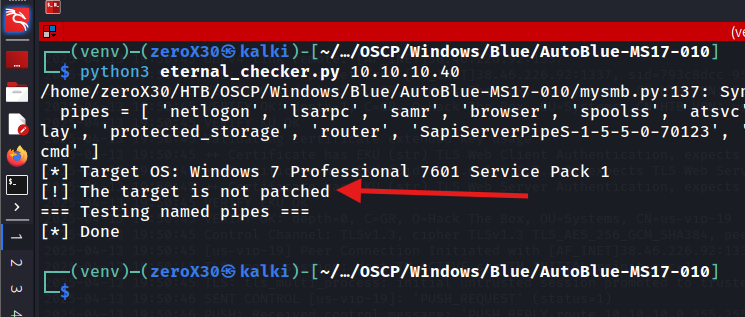 (ve
(venv)-(zeroX30㉿kalki)-[~/…/OSCP/Windows/Blue/AutoBlue-MS17-010]
$ python3 eternal_checker.py 10.10.10.40
/home/zeroX30/HTB/OSCP/Windows/Blue/AutoBlue-MS17-010/mysmb.py:137: Syn
pipes = [ 'netlogon', 'lsarpc', 'samr', 'browser', 'spoolss', 'atsvc'
lay', 'protected_storage', 'router', 'SapiServerPipeS-1-5-5-0-70123', '
cmd' ]
[*] Target OS: Windows 7 Professional 7601 Service Pack 1
[!] The target is not patched
=== Testing named pipes ===
[*] Done
(venv)-(zeroX30㉿kalki)-[~/…/OSCP/Windows/Blue/AutoBlue-MS17-010]
$
1
2
3
4